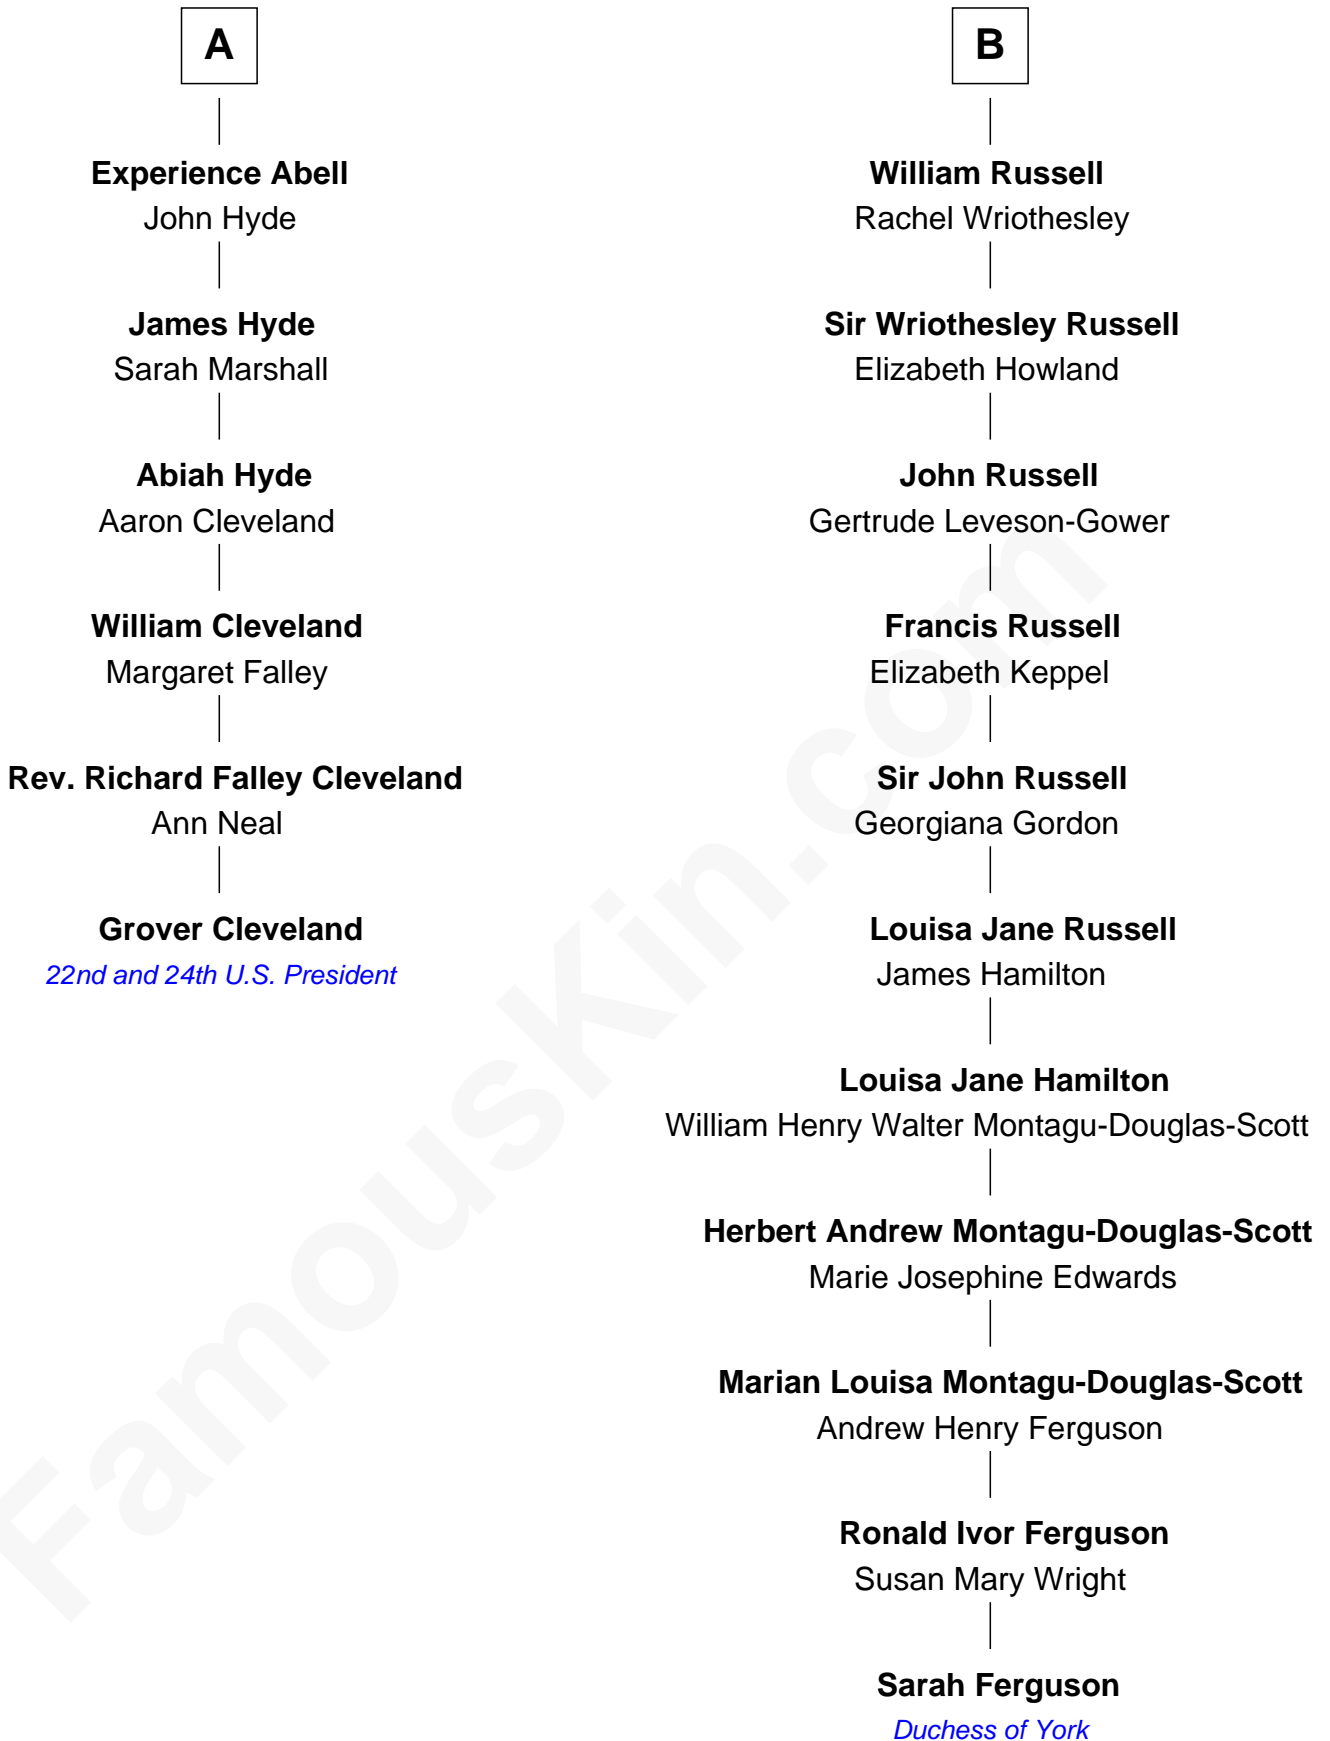 A
Experience Abell
John Hyde
James Hyde
Sarah Marshall
Abiah Hyde
Aaron Cleveland
William Cleveland
Margaret Falley
Rev. Richard Falley Cleveland
Ann Neal
Grover Cleveland
22nd and 24th U.S. President
B
William Russell
Rachel Wriothesley
Sir Wriothesley Russell
Elizabeth Howland
John Russell
Gertrude Leveson-Gower
Francis Russell
Elizabeth Keppel
Sir John Russell
Georgiana Gordon
Louisa Jane Russell
James Hamilton
Louisa Jane Hamilton
William Henry Walter Montagu-Douglas-Scott
Herbert Andrew Montagu-Douglas-Scott
Marie Josephine Edwards
Marian Louisa Montagu-Douglas-Scott
Andrew Henry Ferguson
Ronald Ivor Ferguson
Susan Mary Wright
Sarah Ferguson
Duchess of York
FamousKin.com